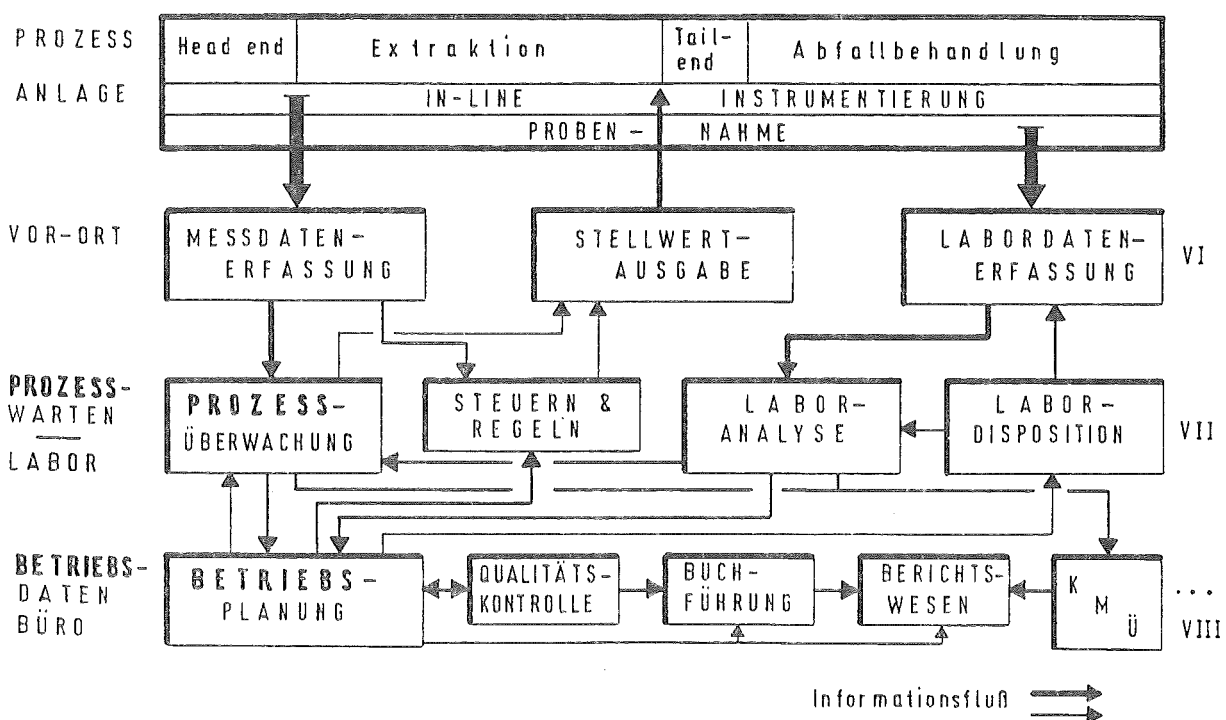 PROZESS
Head end
Extraktion
Tail-
end
Abfallbehandlung
ANLAGE
IN-LINE INSTRUMENTIERUNG
PROBEN- NAHME
VOR-ORT
MESSDATEN-
ERFASSUNG
STELLWERT-
AUSGABE
LABORDATEN-
ERFASSUNG
VI
PROZESS-
WARTEN
LABOR
PROZESS-
ÜBERWACHUNG
STEUERN &
REGELN
LABOR-
ANALYSE
LABOR-
DISPOSITION
VII
BETRIEBS-
DATEN
BÜRO
BETRIEBS-
PLANUNG
QUALITÄTS-
KONTROLLE
BUCH-
FÜHRUNG
BERICHTS-
WESEN
K
M
Ü
...
VIII
Informationsfluß